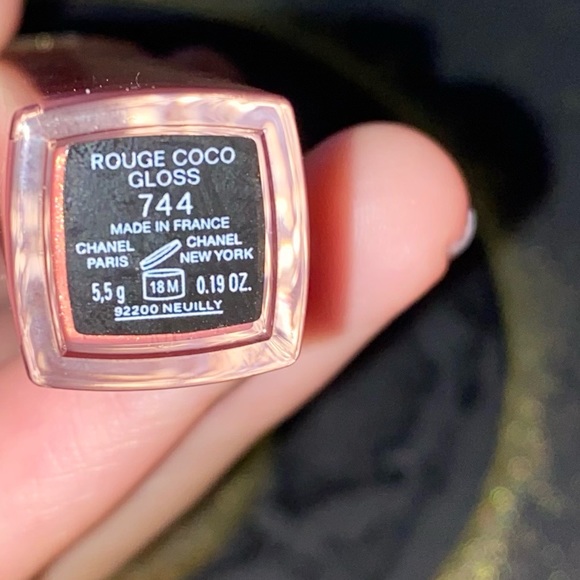 ROUGE COCO
GLOSS
744
MADE IN FRANCE
CHANEL PARIS
CHANEL NEW YORK
5,5 g 18M 0.19 OZ.
92200 NEUILLY